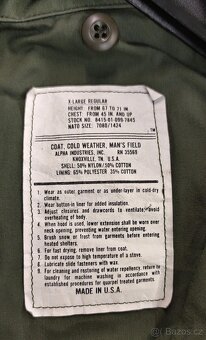 X-LARGE REGULAR
HEIGHT: FROM 67 TO 71 IN
CHEST: FROM 45 IN AND UP
STOCK NO. 8415-01-099-7845
NATO SIZE: 7080/1424
COAT, COLD WEATHER, MAN'S FIELD
ALPHA INDUSTRIES, INC. RN 35568
KNOXVILLE, TN. U.S.A.
SHELL: 50% NYLON/50% COTTON
LINING: 65% POLYESTER 35% COTTON
1. Wear as outer garment or as under-layer in cold-dry
climate.
2. Wear button-in liner for added insulation.
3. Adjust closures and drawcords to ventilate; avoid
overheating of body.
4. When hood is used, lower extension shall be worn over
neck opening, preventing water entering opening.
5. Brush snow or frost from garments before entering
heated shelters.
6. For fast drying, remove liner from coat.
7. Do not expose to high temperature of a stove.
8. Lubricate slide fasteners with wax.
9. For cleaning and restoring of water repellency, return to
laundry and have machine washing in accordance with
established procedures for quarpel treated garments.
MADE IN U.S.A.
Bazoš.cz